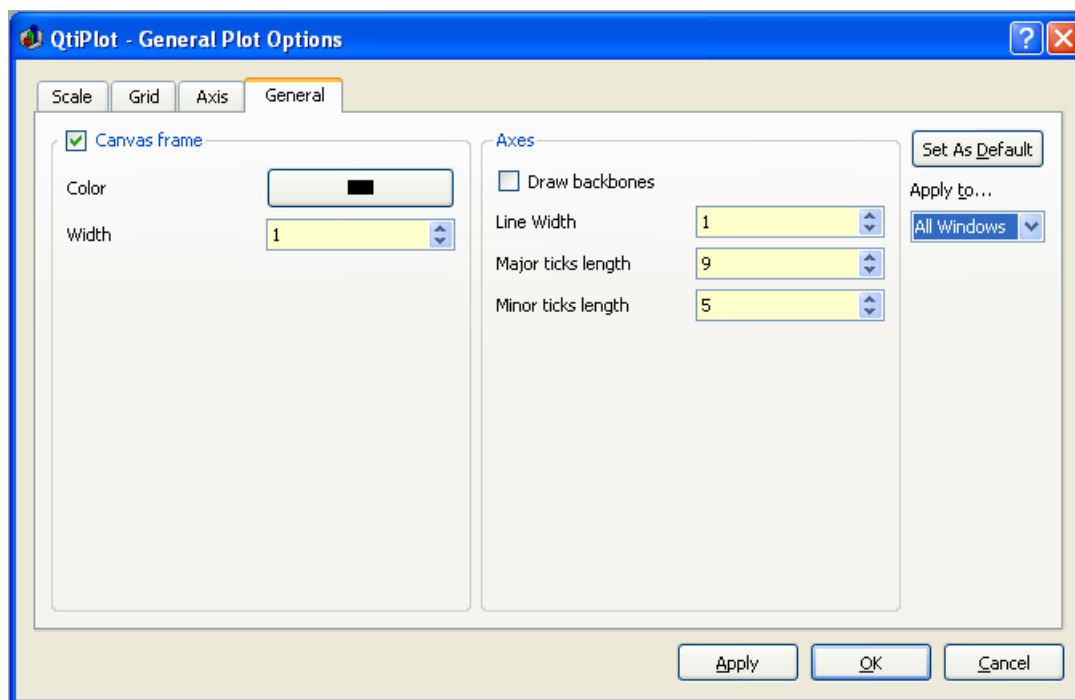 QtiPlot - General Plot Options
Scale Grid Axis General
Canvas frame
Color
Width 1
Axes
Draw backbones
Line Width 1
Major ticks length 9
Minor ticks length 5
Set As Default
Apply to...
All Windows
Apply OK Cancel